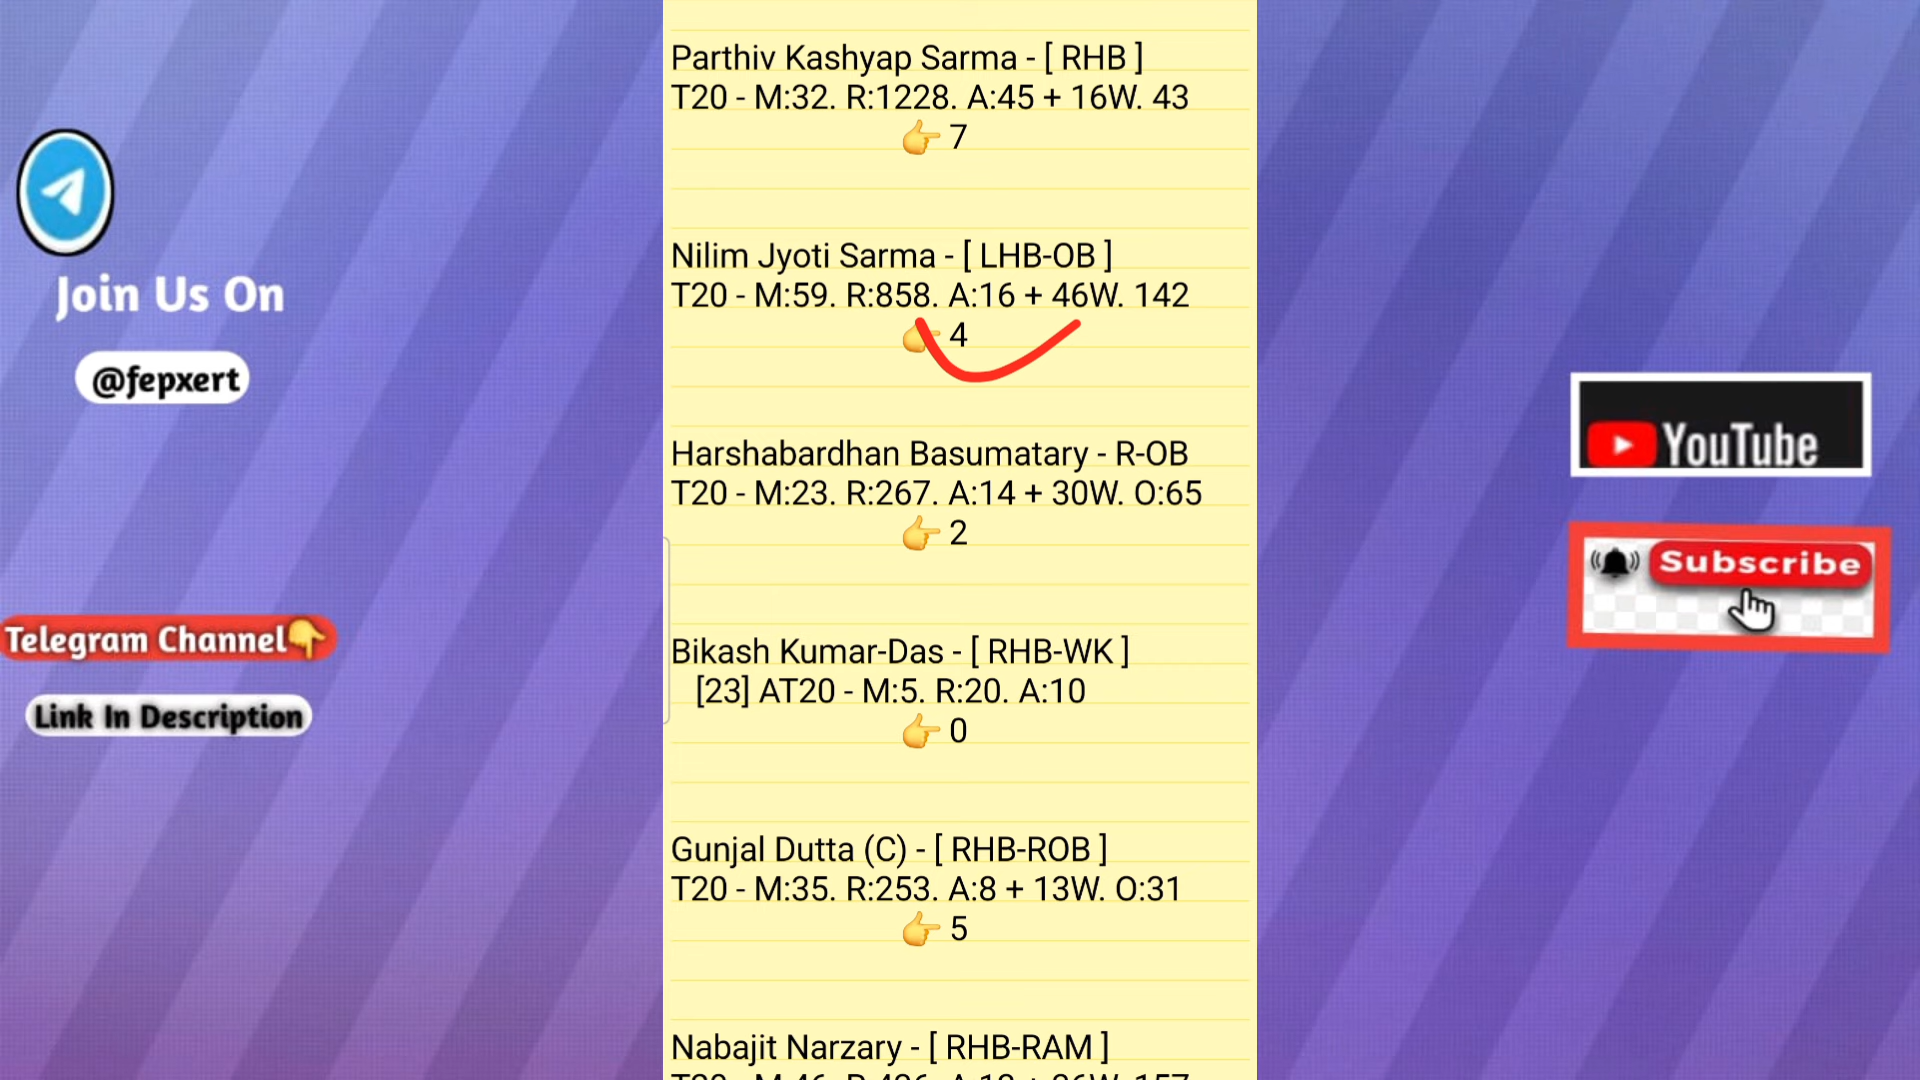 Parthiv Kashyap Sarma - [ RHB ]
T20 - M:32. R:1228. A:45 + 16W. 43
👉 7
Nilim Jyoti Sarma - [ LHB-OB ]
T20 - M:59. R:858. A:16 + 46W. 142
👉 4
Harshabardhan Basumatary - R-OB
T20 - M:23. R:267. A:14 + 30W. O:65
👉 2
Bikash Kumar-Das - [ RHB-WK ]
[23] AT20 - M:5. R:20. A:10
👉 0
Gunjal Dutta (C) - [ RHB-ROB ]
T20 - M:35. R:253. A:8 + 13W. O:31
👉 5
Nabajit Narzary - [ RHB-RAM ]
Join Us On
@fepxert
Telegram Channel👇
Link In Description
YouTube
Subscribe